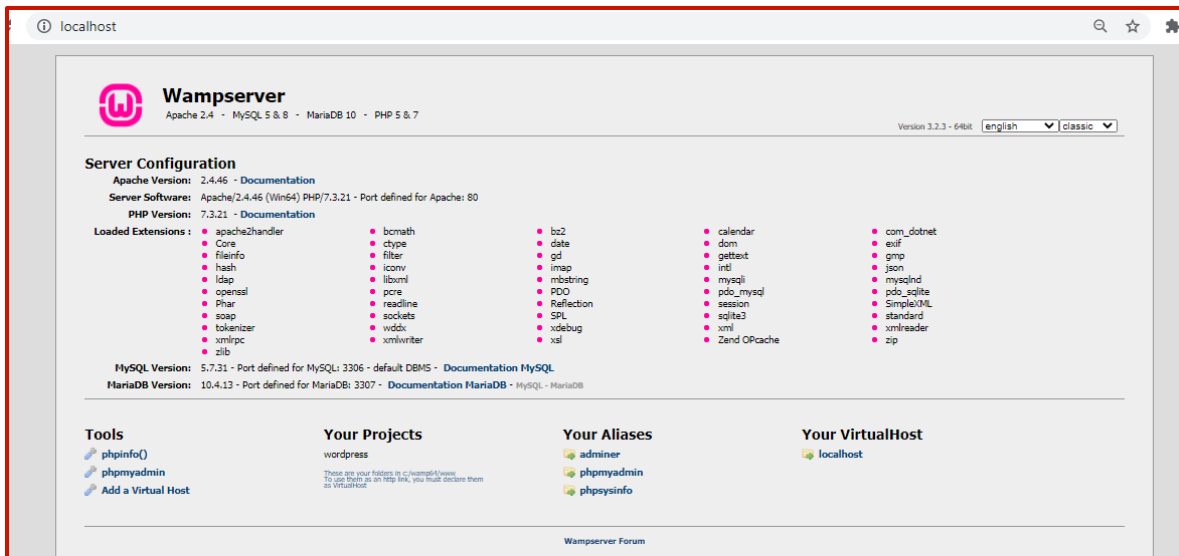 localhost
Wampserver
Apache 2.4 - MySQL 5 & 8 - MariaDB 10 - PHP 5 & 7
Version 3.2.3 - 64bit english classic
Server Configuration
Apache Version: 2.4.46 - Documentation
Server Software: Apache/2.4.46 (Win64) PHP/7.3.21 - Port defined for Apache: 80
PHP Version: 7.3.21 - Documentation
Loaded Extensions : apache2handler bcmath bz2 calendar com_dotnet
Core ctype date dom exif
fileinfo filter gd gettext gmp
hash iconv imap intl json
ldap libxml mbstring mysqli mysqlnd
openssl pcre PDO pdo_mysql pdo_sqlite
Phar readline Reflection session SimpleXML
soap sockets SPL sqlite3 standard
tokenizer wddx xdebug xml xmlreader
xmlrpc xmlwriter xsl Zend OPcache zip
zlib
MySQL Version: 5.7.31 - Port defined for MySQL: 3306 - default DBMS - Documentation MySQL
MariaDB Version: 10.4.13 - Port defined for MariaDB: 3307 - Documentation MariaDB - MySQL - MariaDB
Tools
phpinfo()
phpmyadmin
Add a Virtual Host
Your Projects
wordpress
These are your folders in c:/wamp64/www
To use them as an http link, you must declare them
as VirtualHost
Your Aliases
adminer
phpmyadmin
phpsysinfo
Your VirtualHost
localhost
Wampserver Forum